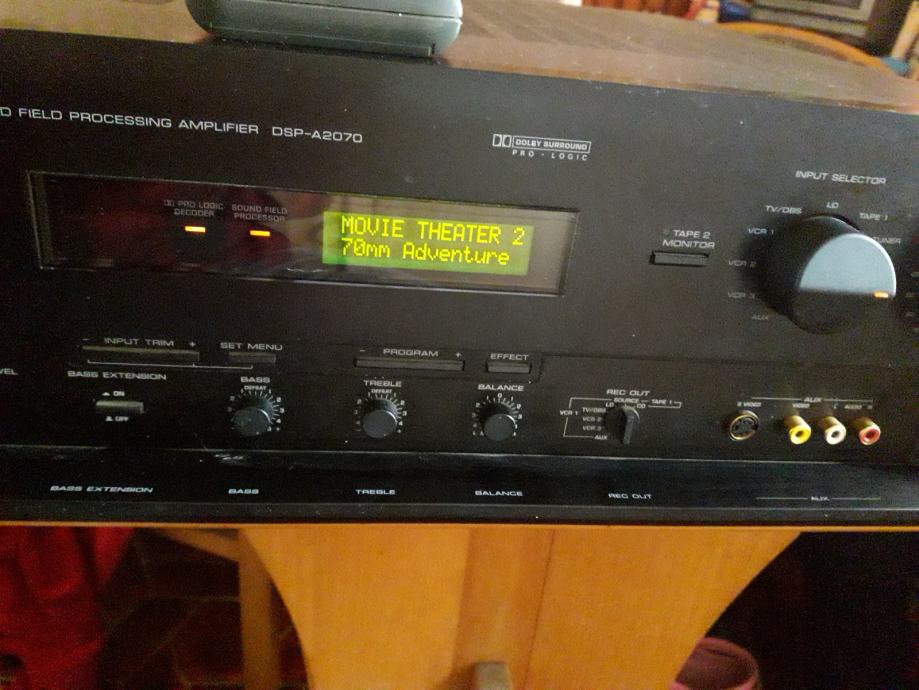 D FIELD PROCESSING AMPLIFIER DSP-A2070
DOLBY SURROUND
PRO · LOGIC
INPUT SELECTOR
LD
TV/DBS
TAPE 1
VCR 1
TUNER
VCR 2
VCR 3
AUX
PRO LOGIC
DECODER
SOUND FIELD
PROCESSOR
MOVIE THEATER 2
70mm Adventure
TAPE 2
MONITOR
- INPUT TRIM +
SET MENU
- PROGRAM +
EFFECT
VEL
BASS EXTENSION
ON
OFF
BASS
DEFEAT
TREBLE
DEFEAT
BALANCE
0
REC OUT
SOURCE
LD
CD
TAPE 1
TV/DBS
VCR 1
VCR 2
VCR 3
AUX
AUX
S VIDEO
VIDEO
AUDIO
R
BASS EXTENSION
BASS
TREBLE
BALANCE
REC OUT
AUX